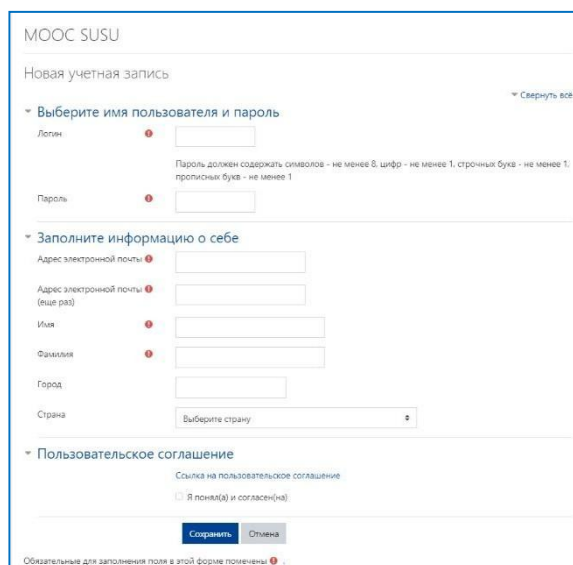 MOOC SUSU
Новая учетная запись
Свернуть всё
Выберите имя пользователя и пароль
Логин
Пароль должен содержать символов - не менее 8, цифр - не менее 1, строчных букв - не менее 1,
прописных букв - не менее 1
Пароль
Заполните информацию о себе
Адрес электронной почты
Адрес электронной почты
(еще раз)
Имя
Фамилия
Город
Страна Выберите страну
Пользовательское соглашение
Ссылка на пользовательское соглашение
Я понял(а) и согласен(на)
Сохранить Отмена
Обязательные для заполнения поля в этой форме помечены .